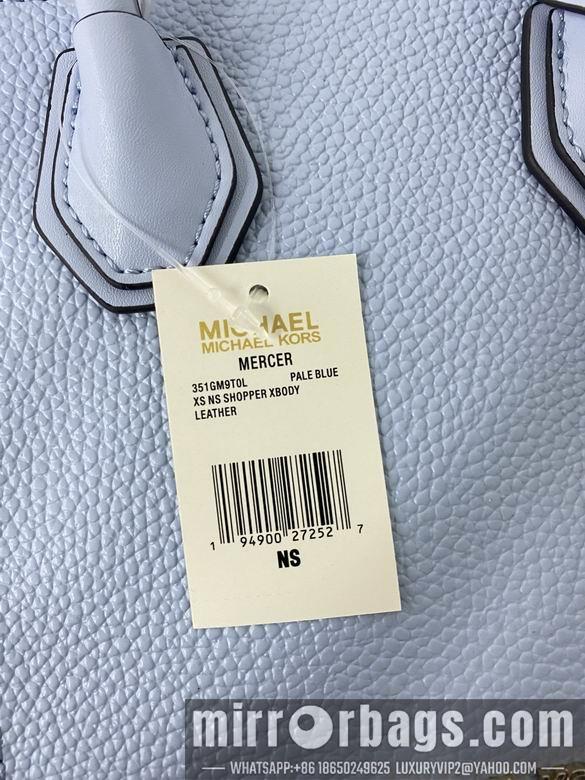 MICHAEL
MICHAEL KORS
MERCER
351GM9T0L PALE BLUE
XS NS SHOPPER XBODY
LEATHER
1 94900 27252 7
NS
mirrorbags.com
WHATSAPP:+86 18650249625 LUXURYVIP2@YAHOO.COM